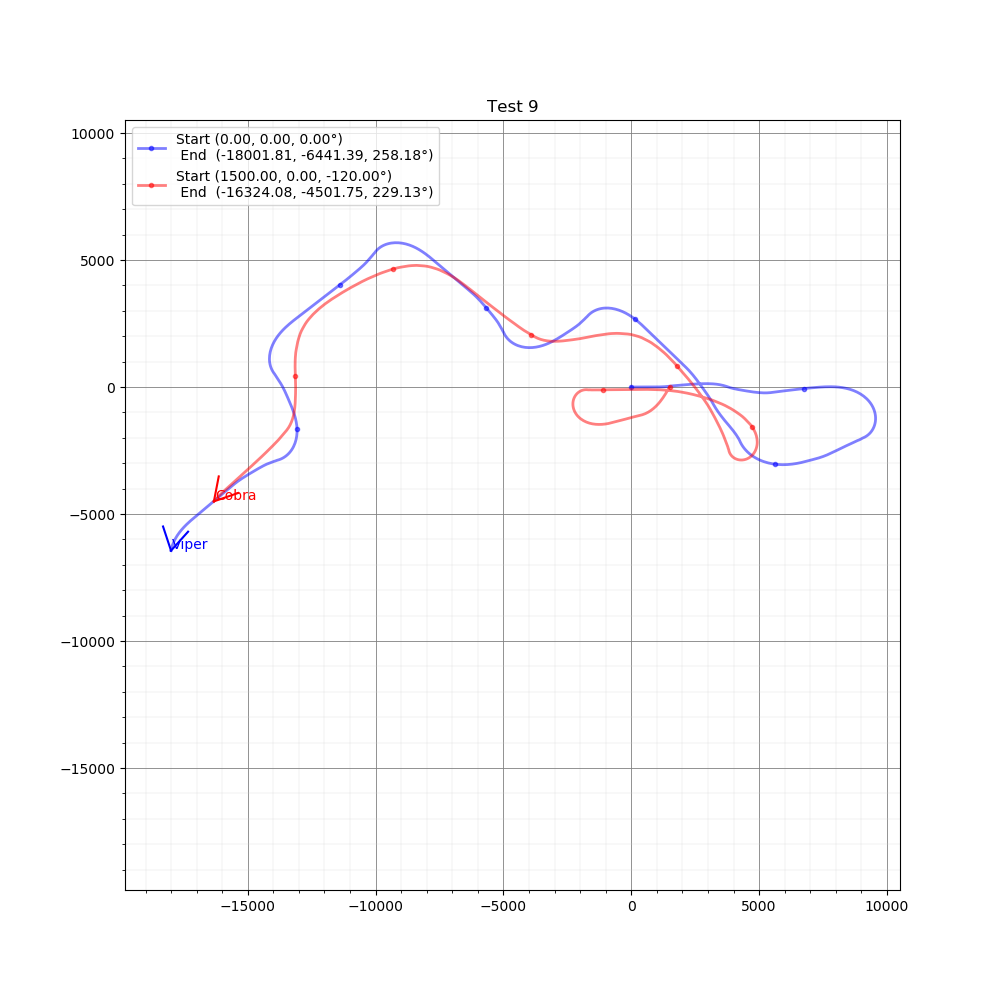 Test 9
Start (0.00, 0.00, 0.00°)
End (-18001.81, -6441.39, 258.18°)
Start (1500.00, 0.00, -120.00°)
End (-16324.08, -4501.75, 229.13°)
10000
5000
0
−5000
−10000
−15000
Cobra
Viper
−15000
−10000
−5000
0
5000
10000